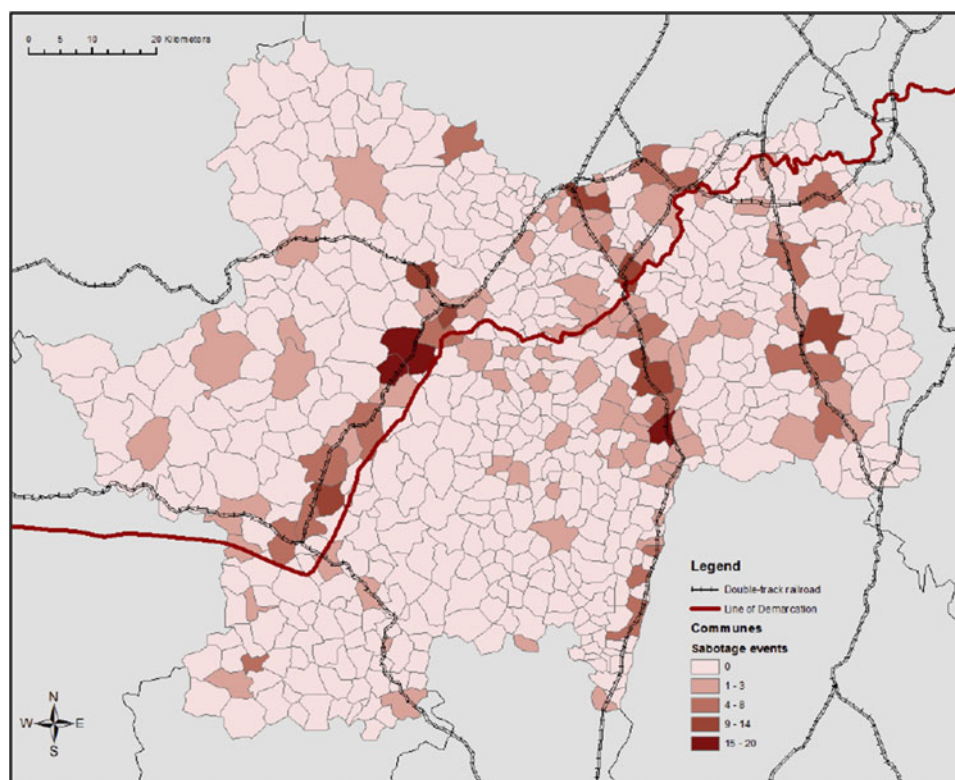 0 5 10 20 Kilometers
Legend
Double-track railroad
Line of Demarcation
Communes
Sabotage events
0
1 - 3
4 - 8
9 - 14
15 - 20
N
W E
S